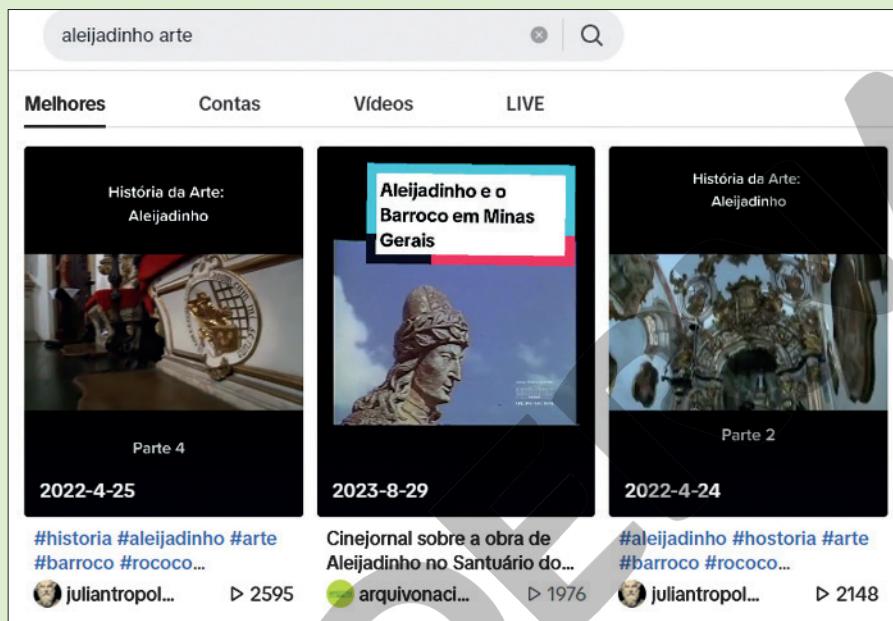 aleijadinho arte
Melhores Contas Vídeos LIVE
História da Arte:
Aleijadinho
Parte 4
2022-4-25
#historia #aleijadinho #arte
#barroco #rococo...
juliantropol... 2595
Aleijadinho e o
Barroco em Minas
Gerais
2023-8-29
Cinejornal sobre a obra de
Aleijadinho no Santuário do...
arquivonaci... 1976
História da Arte:
Aleijadinho
Parte 2
2022-4-24
#aleijadinho #hostoria #arte
#barroco #rococo...
juliantropol... 2148